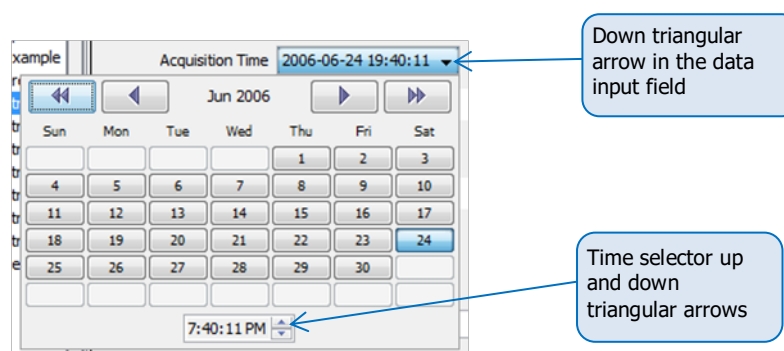 xample
Acquisition Time 2006-06-24 19:40:11
Down triangular
arrow in the data
input field
Jun 2006
Sun Mon Tue Wed Thu Fri Sat
1 2 3
4 5 6 7 8 9 10
11 12 13 14 15 16 17
18 19 20 21 22 23 24
25 26 27 28 29 30
7:40:11 PM
Time selector up
and down
triangular arrows